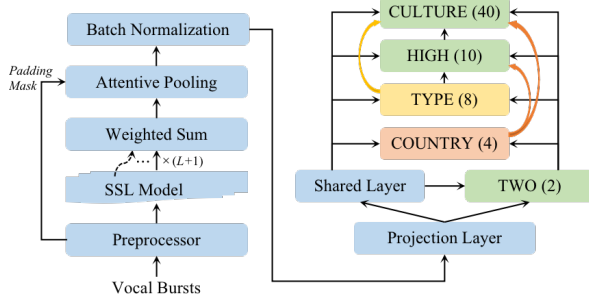 Batch Normalization
Padding
Mask
Attentive Pooling
Weighted Sum
... ×(L+1)
SSL Model
Preprocessor
Vocal Bursts
CULTURE (40)
HIGH (10)
TYPE (8)
COUNTRY (4)
Shared Layer
TWO (2)
Projection Layer